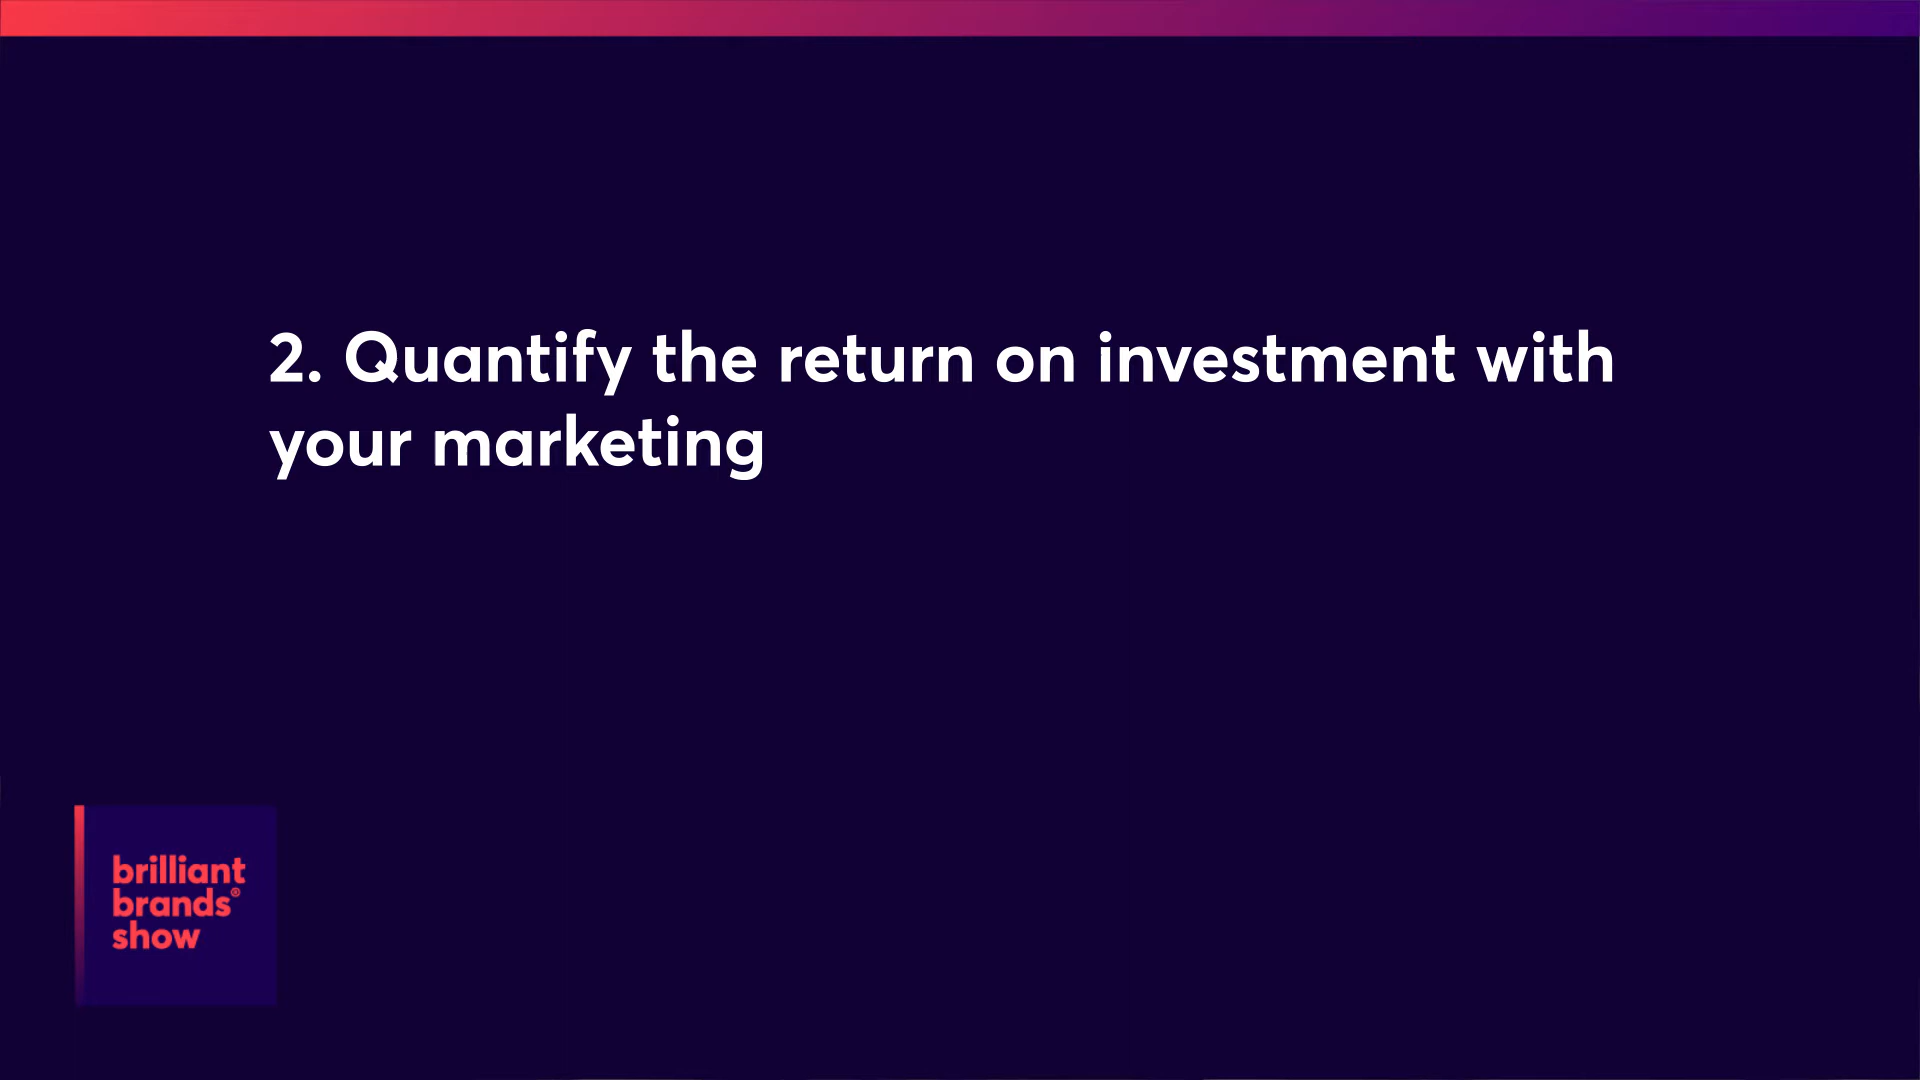 2. Quantify the return on investment with
your marketing
brilliant
brands®
show